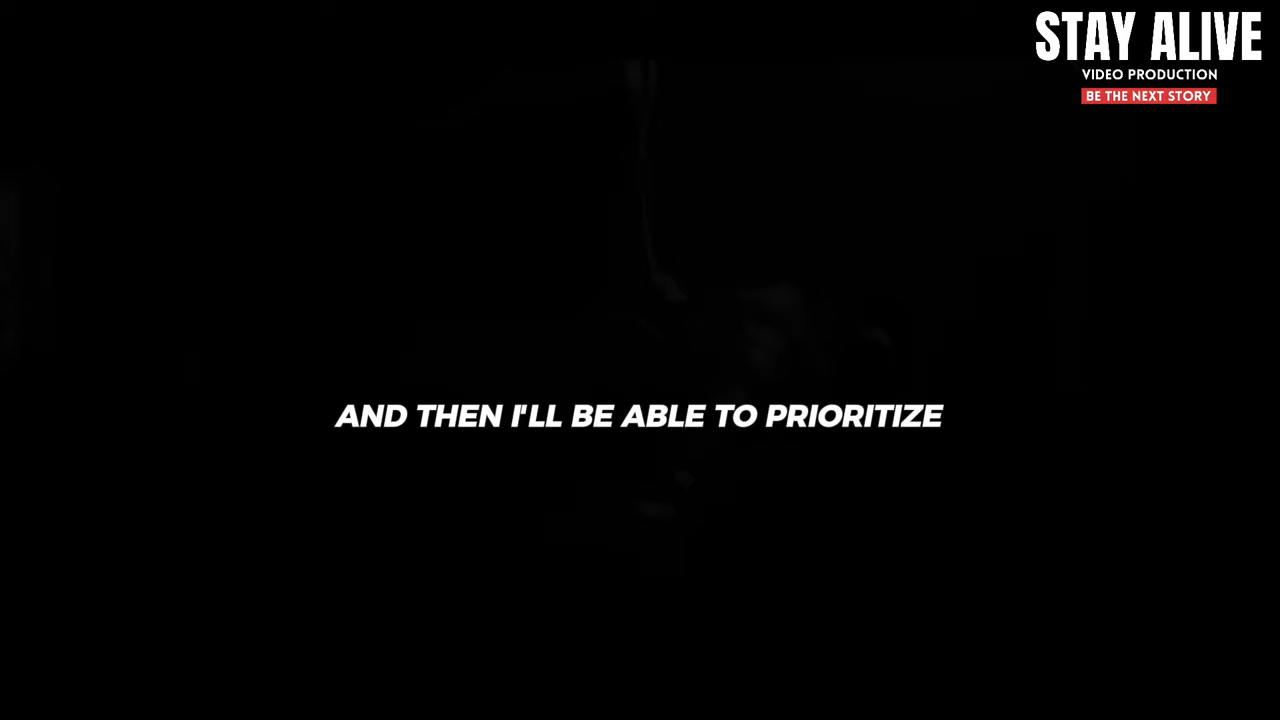 STAY ALIVE
VIDEO PRODUCTION
BE THE NEXT STORY
AND THEN I'LL BE ABLE TO PRIORITIZE